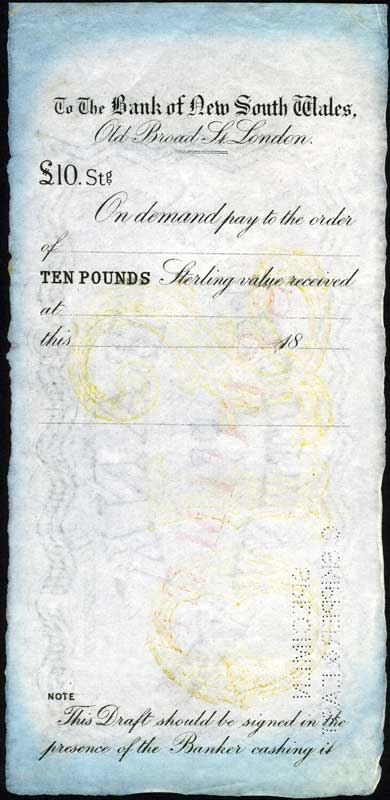 To The Bank of New South Wales,
Old Broad St. London.
£10. Stg
On demand pay to the order
of
TEN POUNDS Sterling value received
at
this 18
NOTE
This Draft should be signed in the
presence of the Banker cashing it
SPECIMEN